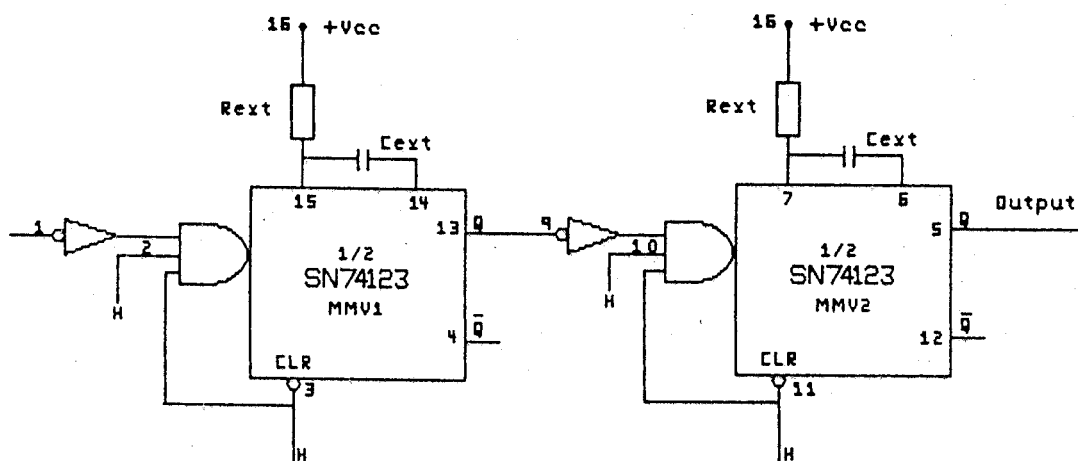 16 +Vcc
Rext
Cext
15
14
1
2
H
13 Q
1/2
SN74123
MMV1
4 Q̅
CLR
3
H
16 +Vcc
Rext
Cext
7
6
9
10
H
5 Q
Output
1/2
SN74123
MMV2
12 Q̅
CLR
11
H